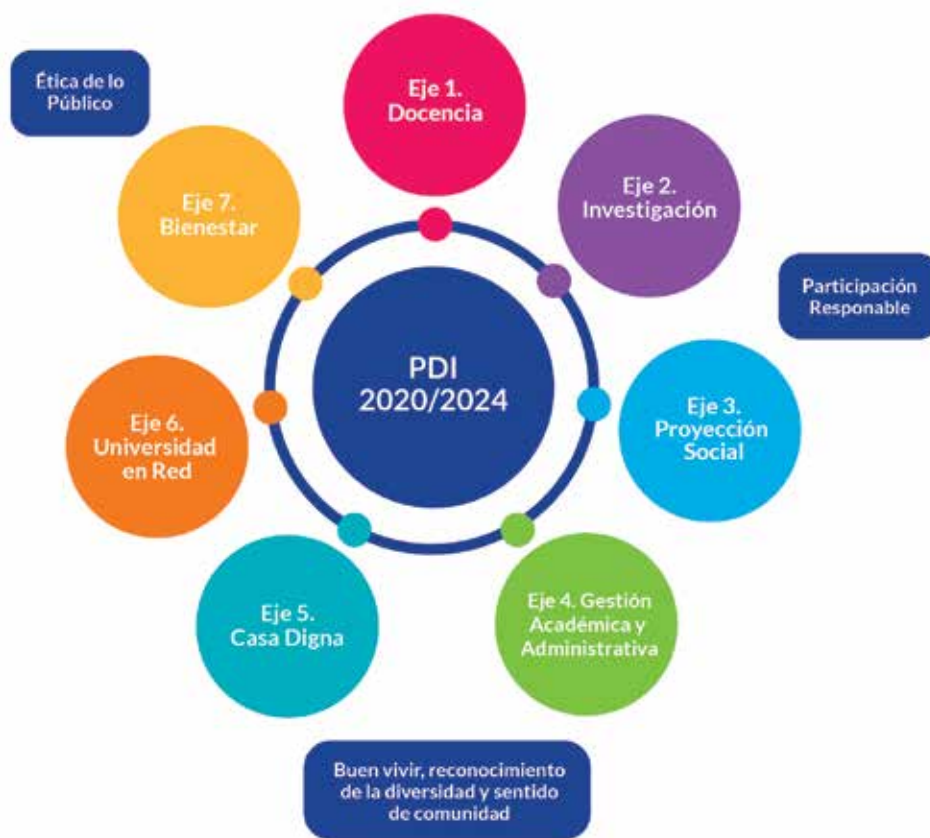 Ética de lo
Público
Eje 1.
Docencia
Eje 2.
Investigación
Eje 7.
Bienestar
Participación
Responable
PDI
2020/2024
Eje 3.
Proyección
Social
Eje 6.
Universidad
en Red
Eje 5.
Casa Digna
Eje 4. Gestión
Académica y
Administrativa
Buen vivir, reconocimiento
de la diversidad y sentido
de comunidad